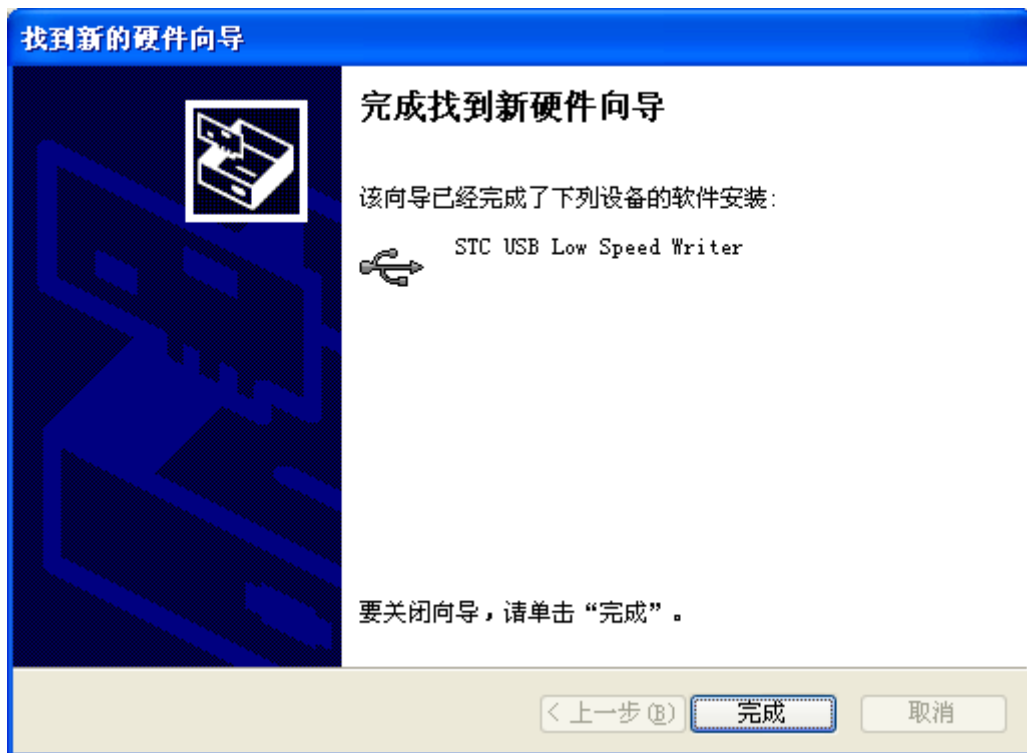 找到新的硬件向导
完成找到新硬件向导
该向导已经完成了下列设备的软件安装:
STC USB Low Speed Writer
要关闭向导，请单击“完成”。
< 上一步(B)
完成
取消